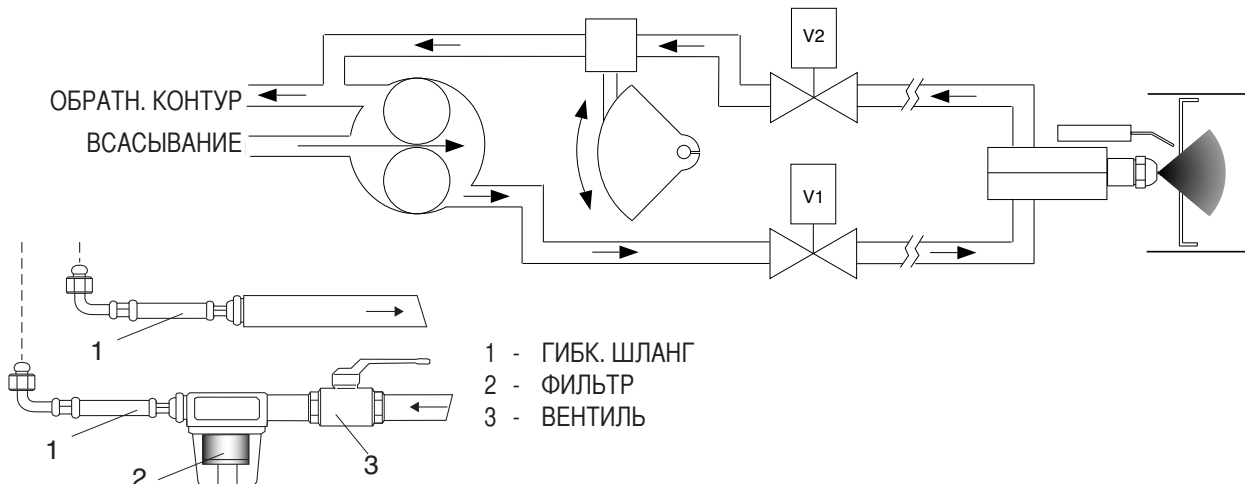 V2
ОБРАТН. КОНТУР
ВСАСЫВАНИЕ
V1
1
1 - ГИБК. ШЛАНГ
2 - ФИЛЬТР
3 - ВЕНТИЛЬ
1
2
3